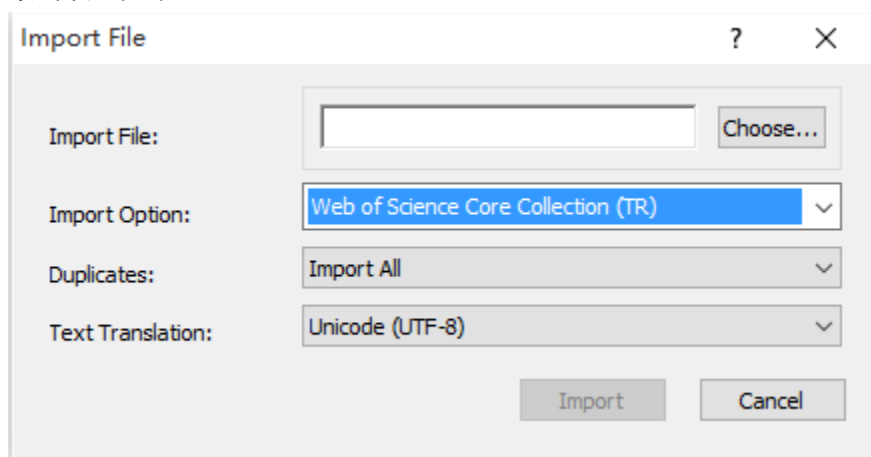 Import File ?
Import File: Choose...
Import Option: Web of Science Core Collection (TR)
Duplicates: Import All
Text Translation: Unicode (UTF-8)
Import Cancel